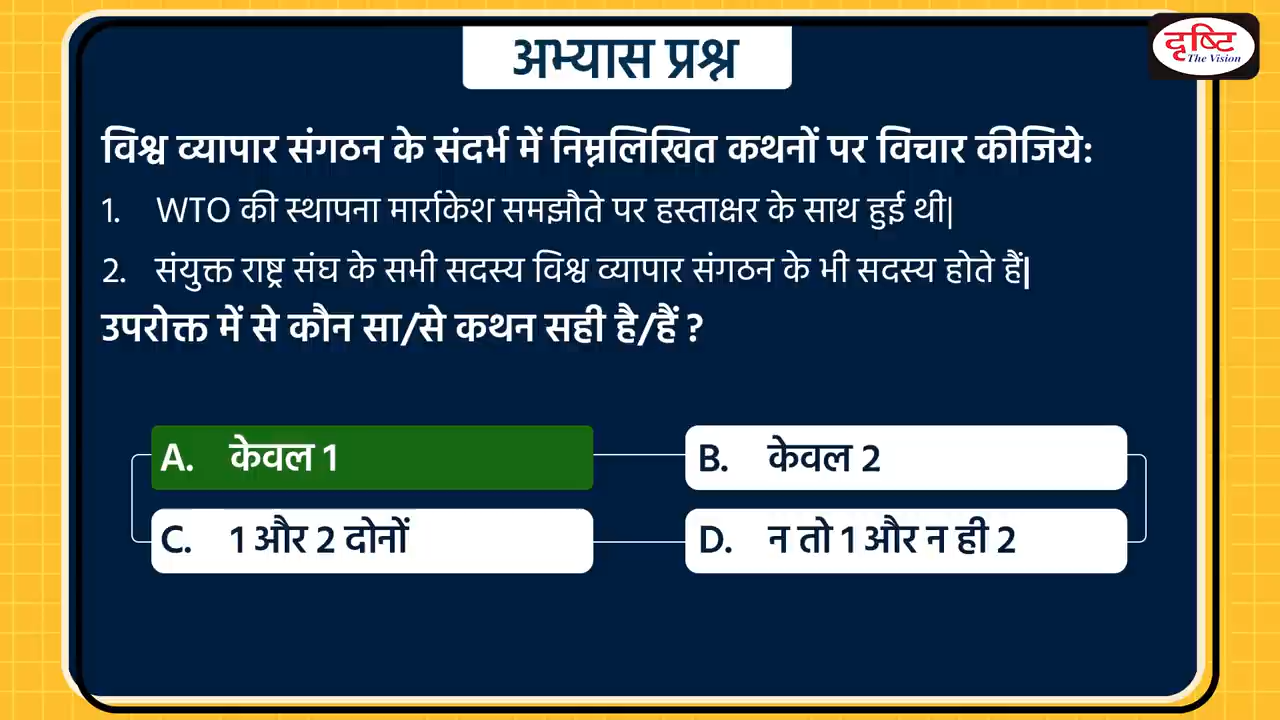 अभ्यास प्रश्न
दृष्टि
The Vision
विश्व व्यापार संगठन के संदर्भ में निम्नलिखित कथनों पर विचार कीजिये:
1. WTO की स्थापना मार्राकेश समझौते पर हस्ताक्षर के साथ हुई थी|
2. संयुक्त राष्ट्र संघ के सभी सदस्य विश्व व्यापार संगठन के भी सदस्य होते हैं|
उपरोक्त में से कौन सा/से कथन सही है/हैं ?
A. केवल 1
B. केवल 2
C. 1 और 2 दोनों
D. न तो 1 और न ही 2